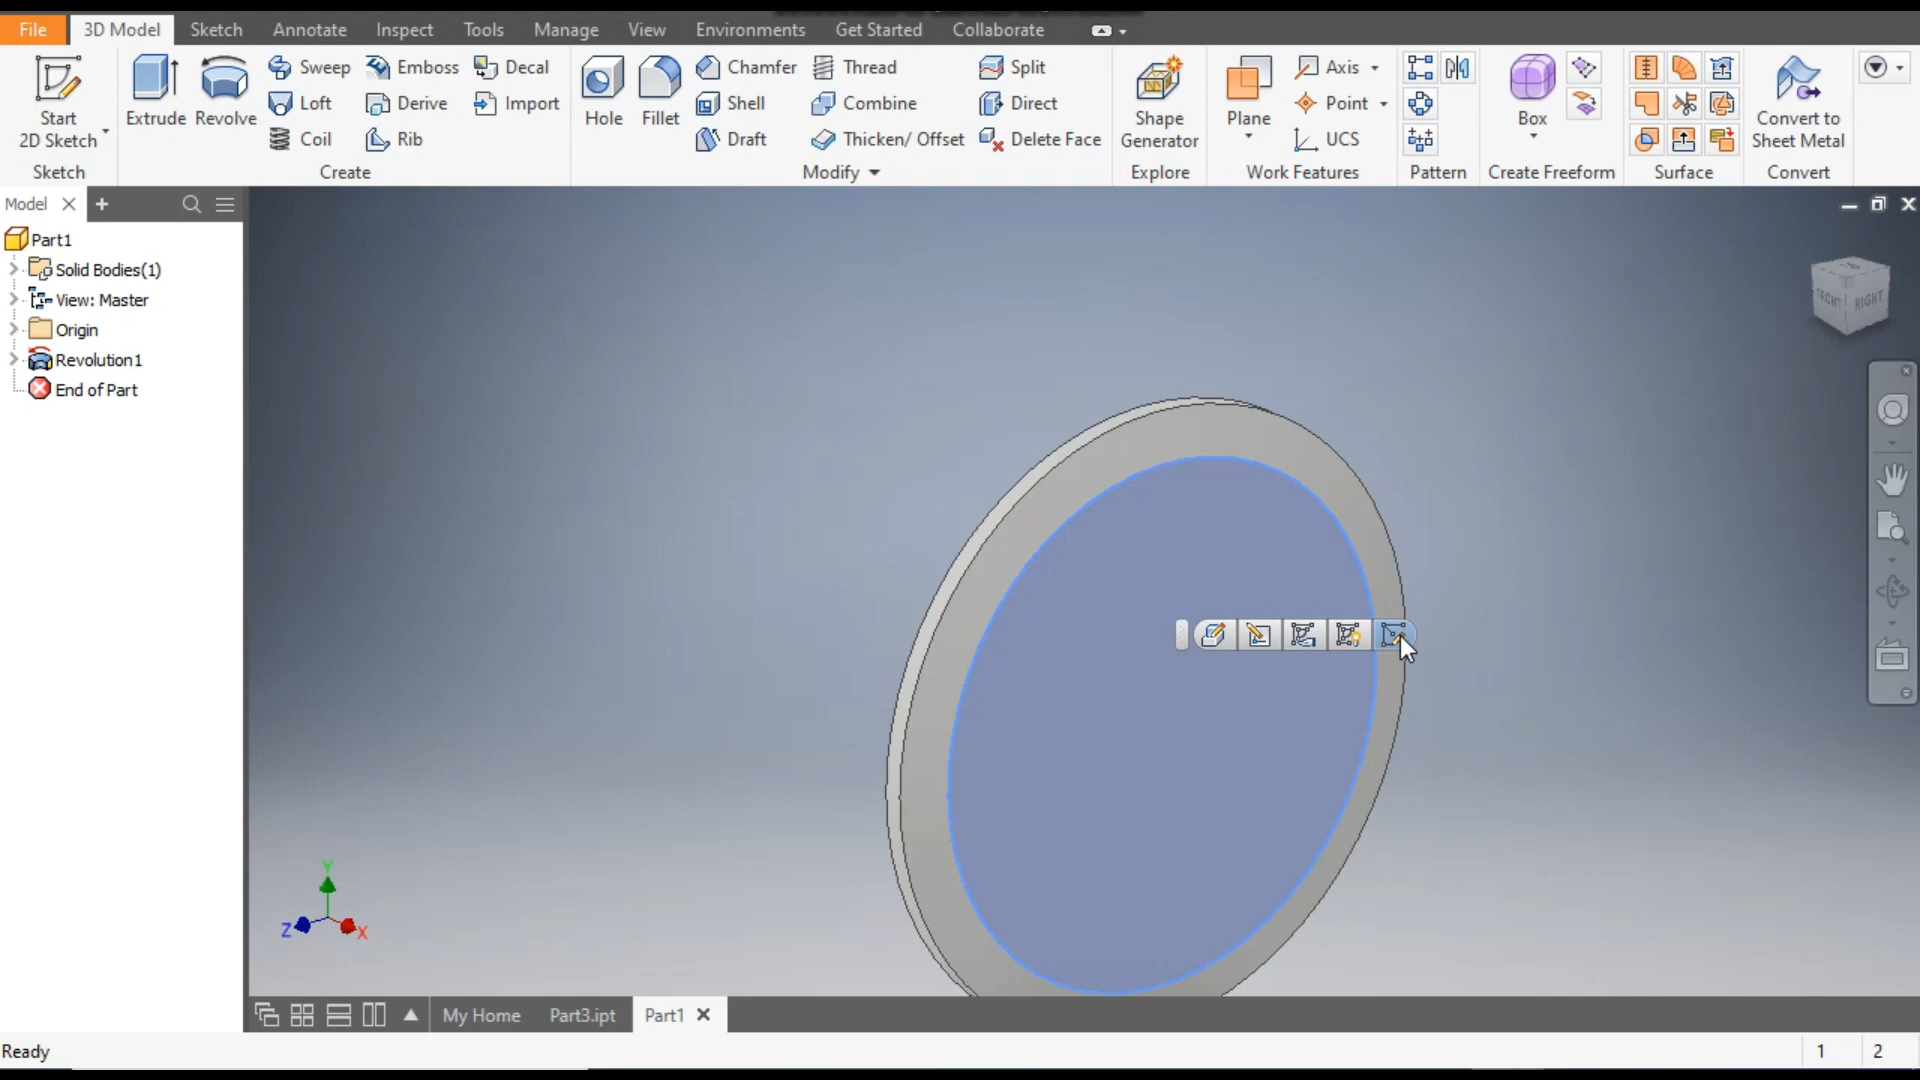 File 3D Model Sketch Annotate Inspect Tools Manage View Environments Get Started Collaborate
Start
2D Sketch
Extrude
Revolve
Sweep
Loft
Coil
Emboss
Derive
Rib
Decal
Import
Hole
Fillet
Chamfer
Shell
Draft
Thread
Combine
Thicken/ Offset
Split
Direct
Delete Face
Shape
Generator
Plane
Axis
Point
UCS
Box
Convert to
Sheet Metal
Sketch Create Modify Explore Work Features Pattern Create Freeform Surface Convert
Model
Part1
Solid Bodies(1)
View: Master
Origin
Revolution1
End of Part
RIGHT
Y
Z
X
My Home Part3.ipt Part1
Ready
1 2